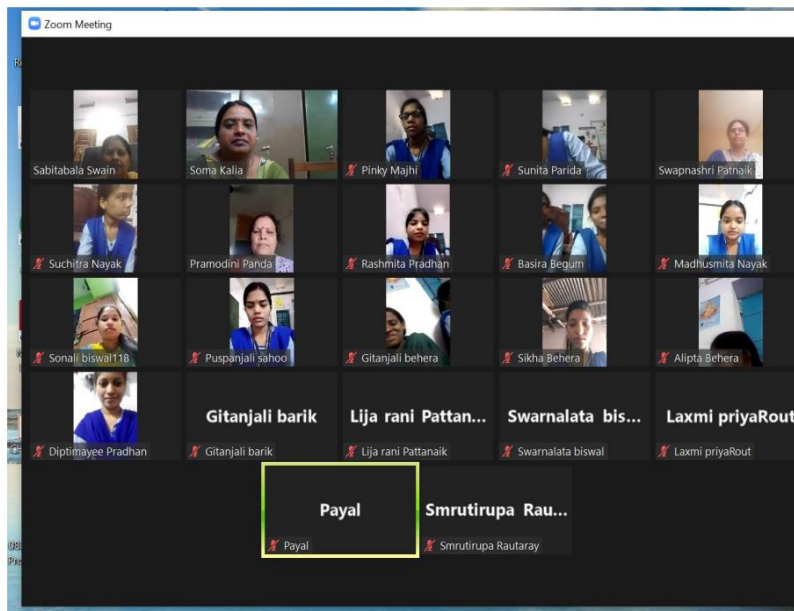 Zoom Meeting
Sabitabala Swain
Soma Kalia
Pinky Majhi
Sunita Parida
Swapnashri Patnaik
Suchitra Nayak
Pramodini Panda
Rashmita Pradhan
Basira Begum
Madhusmita Nayak
Sonali biswal118
Puspanjali sahoo
Gitanjali behera
Sikha Behera
Alipta Behera
Diptimayee Pradhan
Gitanjali barik
Gitanjali barik
Lija rani Pattan...
Lija rani Pattanaik
Swarnalata bis...
Swarnalata biswal
Laxmi priyaRout
Laxmi priyaRout
Payal
Payal
Smrutirupa Rau...
Smrutirupa Rautaray